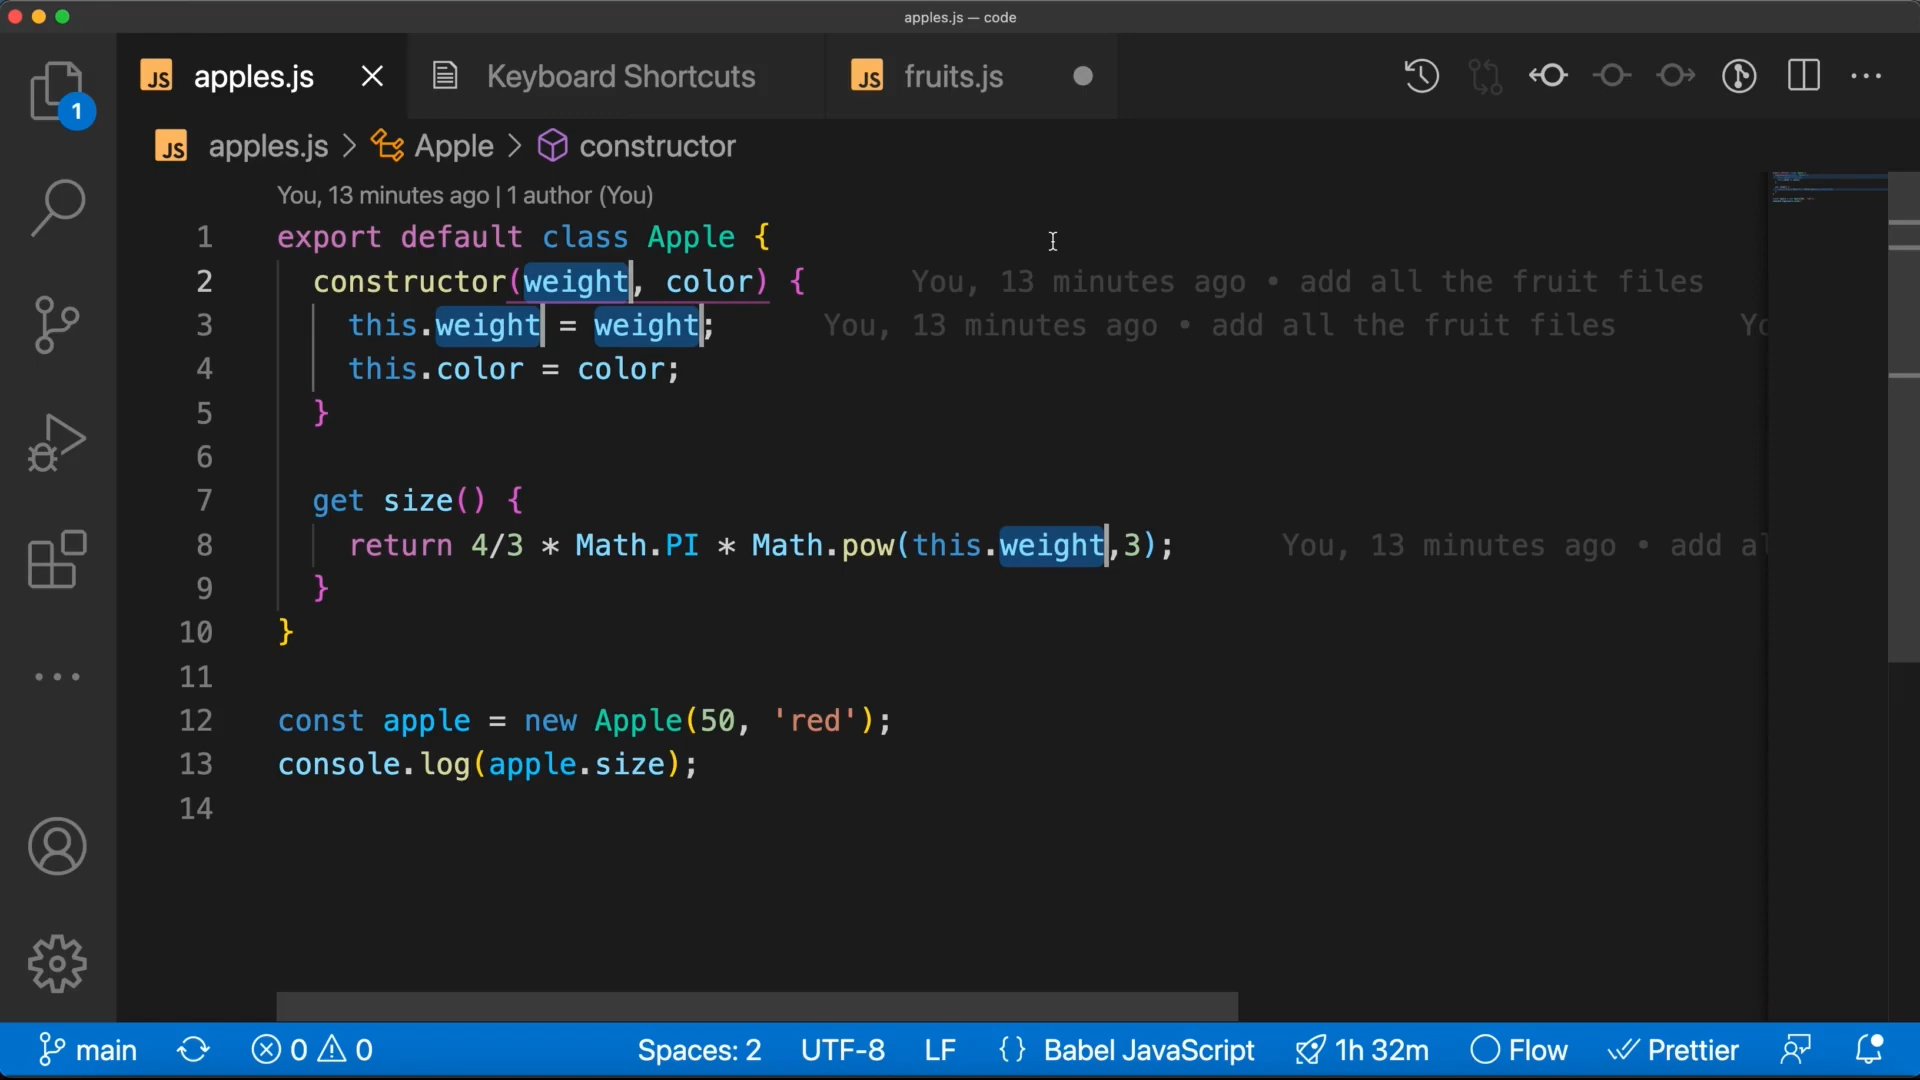 apples.js — code
JS apples.js Keyboard Shortcuts JS fruits.js
1
JS apples.js > Apple > constructor
You, 13 minutes ago | 1 author (You)
1 export default class Apple {
2 constructor(weight, color) { You, 13 minutes ago • add all the fruit files
3 this.weight = weight; You, 13 minutes ago • add all the fruit files
4 this.color = color;
5 }
6
7 get size() {
8 return 4/3 * Math.PI * Math.pow(this.weight,3); You, 13 minutes ago • add
9 }
10 }
11
12 const apple = new Apple(50, 'red');
13 console.log(apple.size);
14
main 0 0 Spaces: 2 UTF-8 LF {} Babel JavaScript 1h 32m Flow Prettier